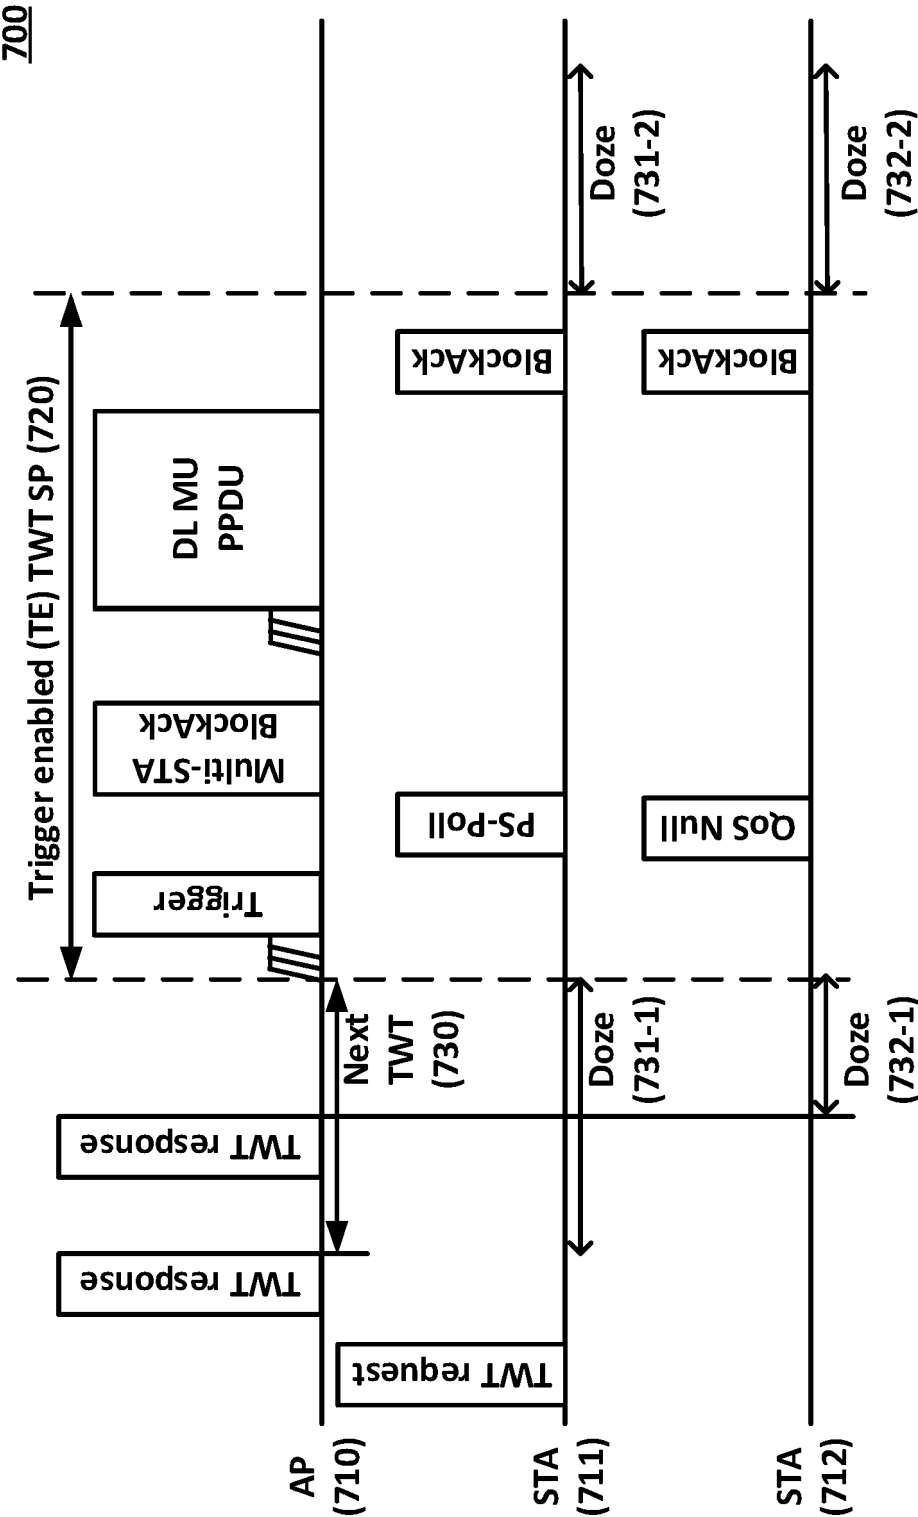 700
Trigger enabled (TE) TWT SP (720)
TWT response
TWT response
Trigger
Multi-STA
BlockAck
DL MU
PPDU
AP
(710)
Next
TWT
(730)
TWT request
PS-Poll
BlockAck
STA
(711)
Doze
(731-1)
Doze
(731-2)
QoS Null
BlockAck
STA
(712)
Doze
(732-1)
Doze
(732-2)